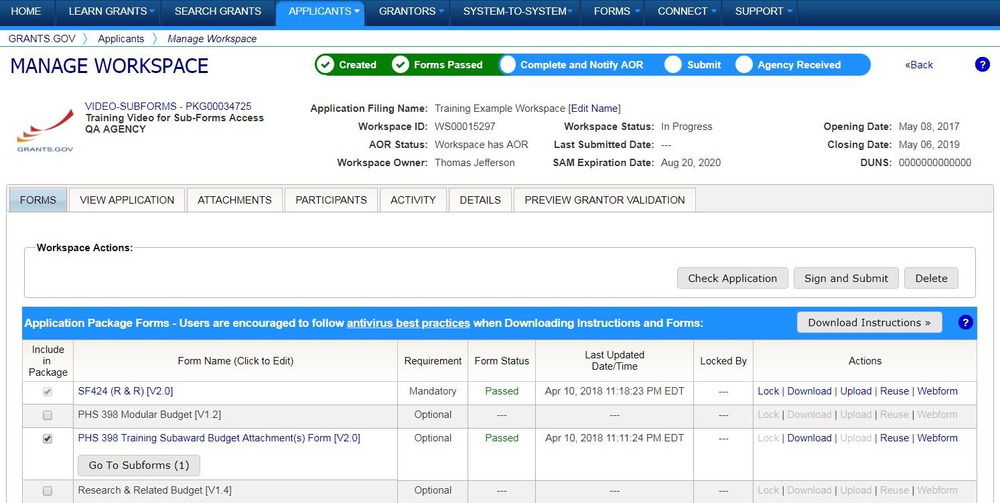 HOME LEARN GRANTS SEARCH GRANTS APPLICANTS GRANTORS SYSTEM-TO-SYSTEM FORMS CONNECT SUPPORT
GRANTS.GOV 〉 Applicants 〉 Manage Workspace
MANAGE WORKSPACE
Created Forms Passed Complete and Notify AOR Submit Agency Received
«Back ?
GRANTS.GOV
VIDEO-SUBFORMS - PKG00034725
Training Video for Sub-Forms Access
QA AGENCY
Application Filing Name: Training Example Workspace [Edit Name]
Workspace ID: WS00015297 Workspace Status: In Progress Opening Date: May 08, 2017
AOR Status: Workspace has AOR Last Submitted Date: --- Closing Date: May 06, 2019
Workspace Owner: Thomas Jefferson SAM Expiration Date: Aug 20, 2020 DUNS: 0000000000000
FORMS VIEW APPLICATION ATTACHMENTS PARTICIPANTS ACTIVITY DETAILS PREVIEW GRANTOR VALIDATION
Workspace Actions:
Check Application Sign and Submit Delete
Application Package Forms - Users are encouraged to follow antivirus best practices when Downloading Instructions and Forms: Download Instructions » ?
Include in Package Form Name (Click to Edit) Requirement Form Status Last Updated Date/Time Locked By Actions
SF424 (R & R) [V2.0] Mandatory Passed Apr 10, 2018 11:18:23 PM EDT --- Lock | Download | Upload | Reuse | Webform
PHS 398 Modular Budget [V1.2] Optional --- --- --- Lock | Download | Upload | Reuse | Webform
PHS 398 Training Subaward Budget Attachment(s) Form [V2.0] Optional Passed Apr 10, 2018 11:11:24 PM EDT --- Lock | Download | Upload | Reuse | Webform
Go To Subforms (1)
Research & Related Budget [V1.4] Optional --- --- --- Lock | Download | Upload | Reuse | Webform